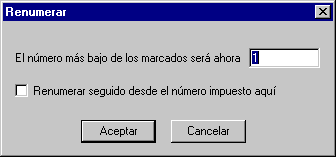 Renumerar
El número más bajo de los marcados será ahora 1
Renumerar seguido desde el número impuesto aquí
Aceptar Cancelar